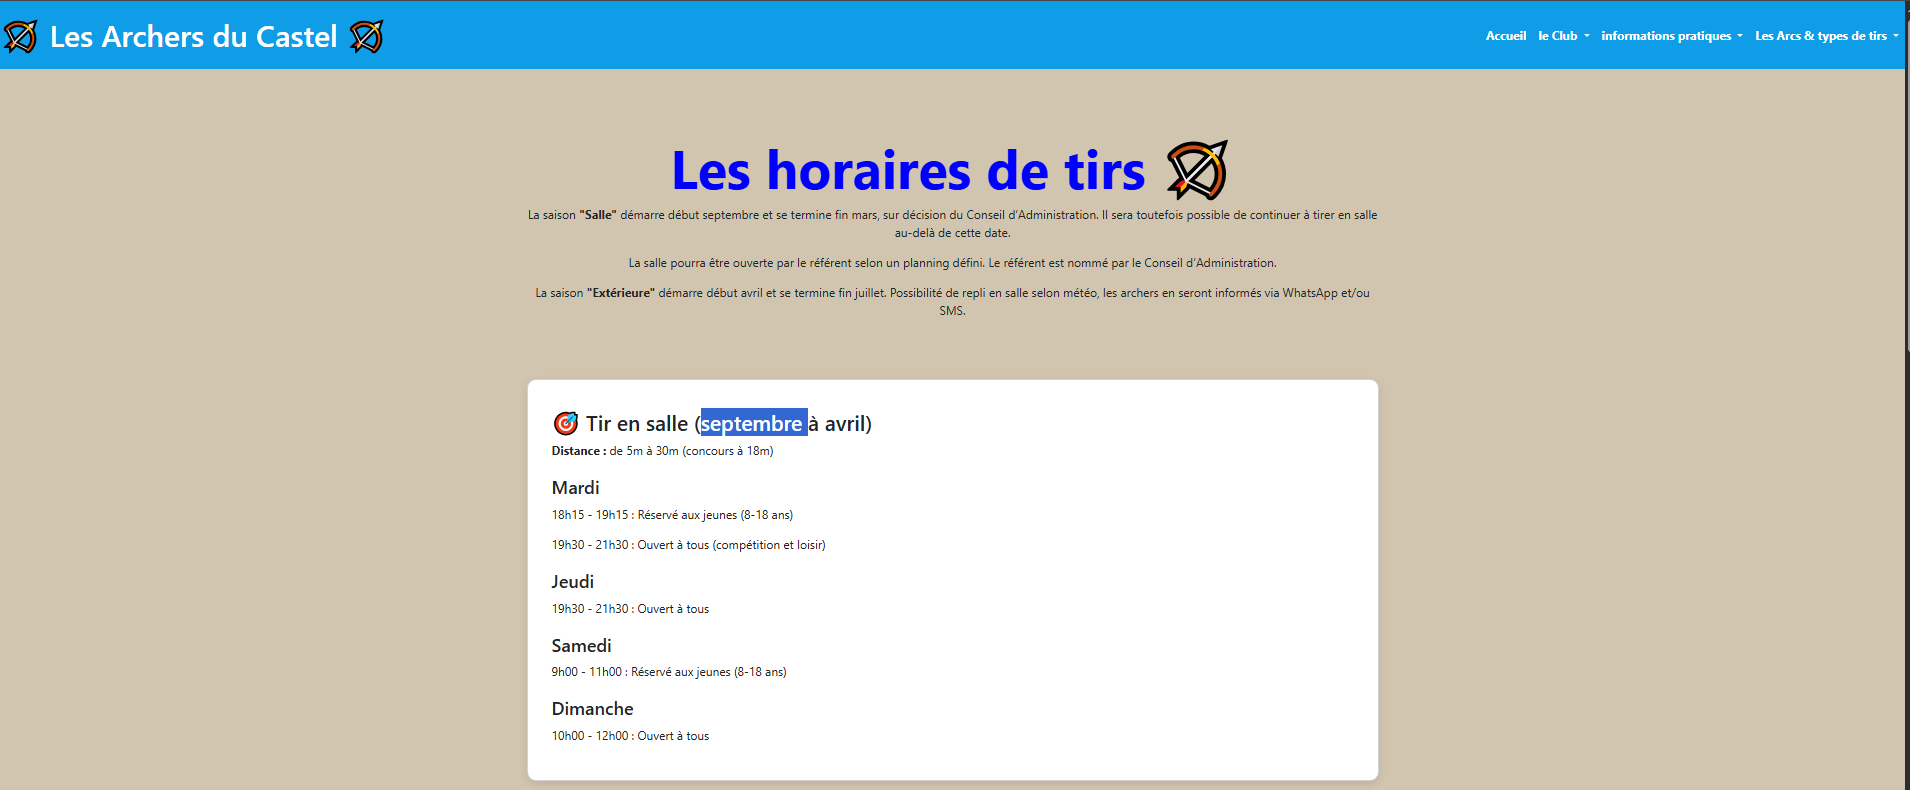 Les Archers du Castel
Accueil le Club informations pratiques Les Arcs & types de tirs
Les horaires de tirs
La saison "Salle" démarre début septembre et se termine fin mars, sur décision du Conseil d'Administration. Il sera toutefois possible de continuer à tirer en salle
au-delà de cette date.
La salle pourra être ouverte par le référent selon un planning défini. Le référent est nommé par le Conseil d'Administration.
La saison "Extérieure" démarre début avril et se termine fin juillet. Possibilité de repli en salle selon météo, les archers en seront informés via WhatsApp et/ou
SMS.
Tir en salle (septembre à avril)
Distance : de 5m à 30m (concours à 18m)
Mardi
18h15 - 19h15 : Réservé aux jeunes (8-18 ans)
19h30 - 21h30 : Ouvert à tous (compétition et loisir)
Jeudi
19h30 - 21h30 : Ouvert à tous
Samedi
9h00 - 11h00 : Réservé aux jeunes (8-18 ans)
Dimanche
10h00 - 12h00 : Ouvert à tous